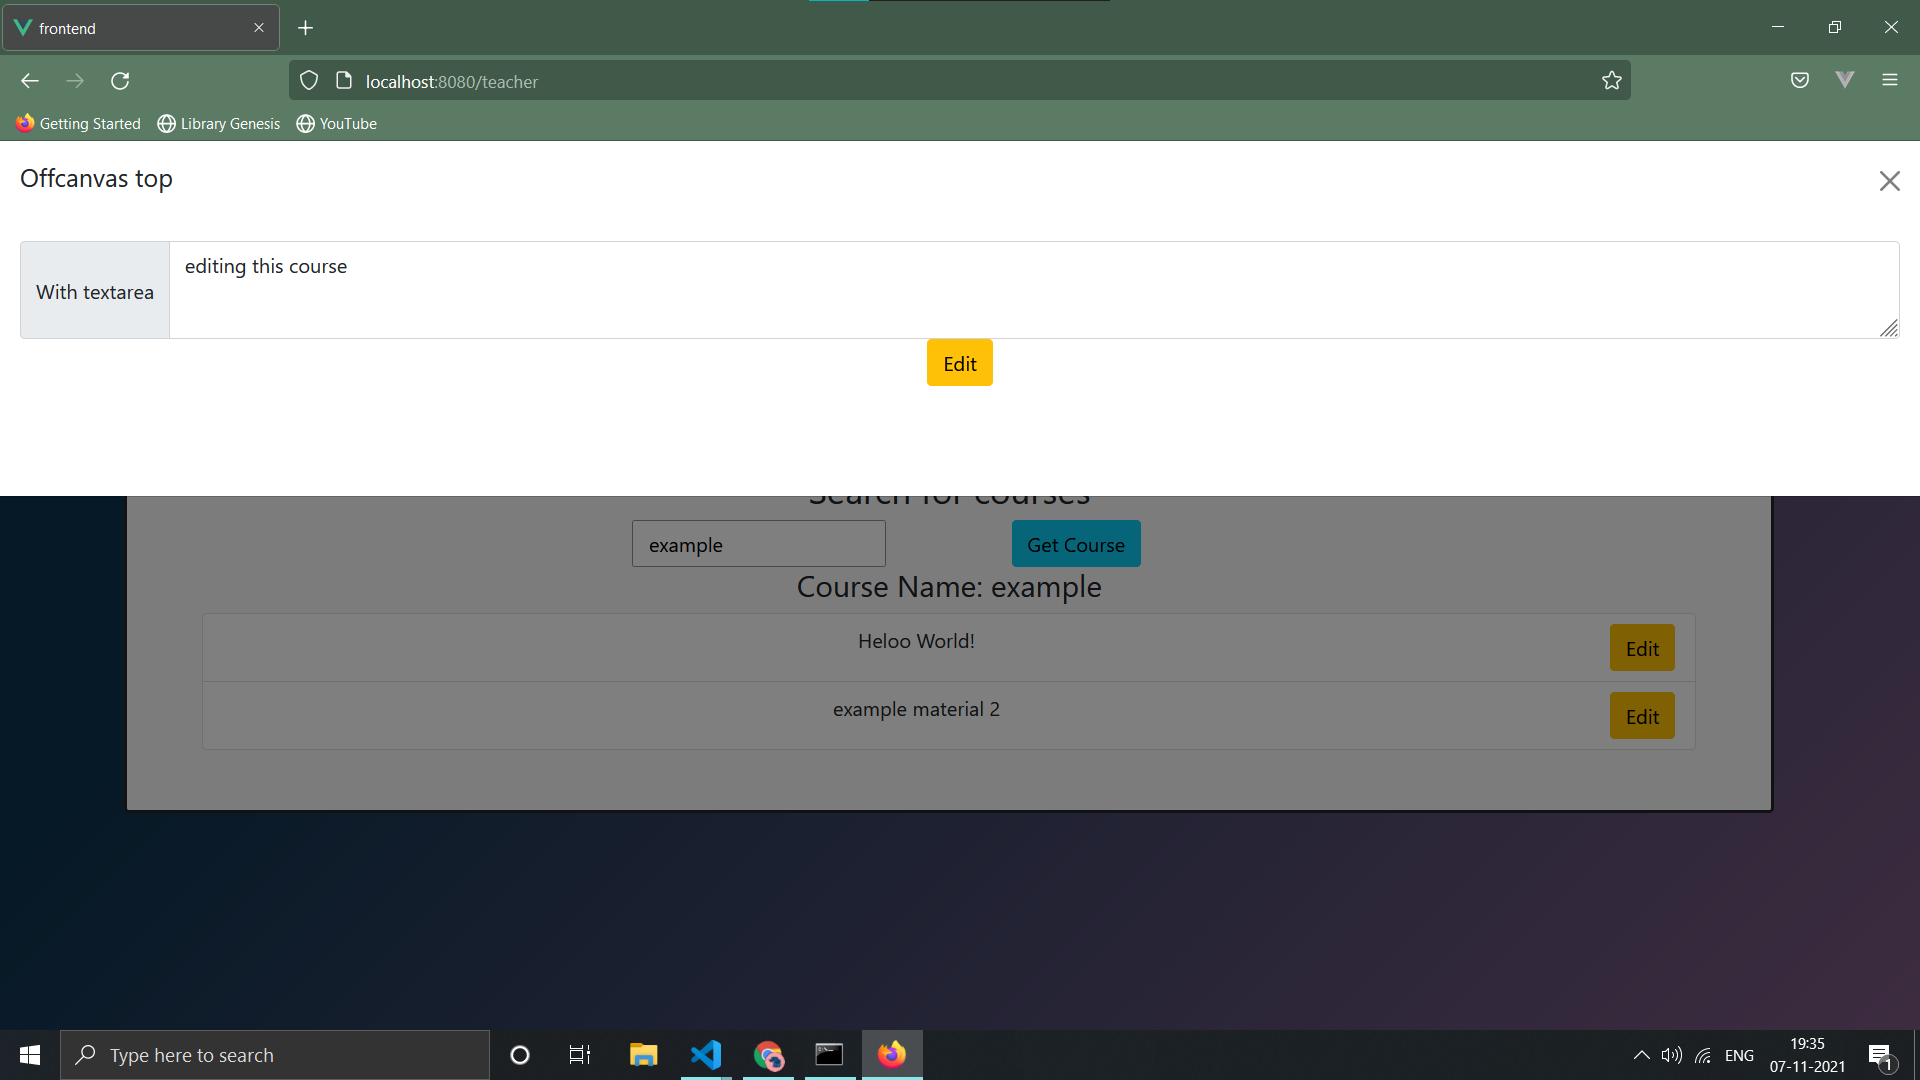 frontend
localhost:8080/teacher
Getting Started Library Genesis YouTube
Offcanvas top
With textarea editing this course
Edit
Search for courses
example Get Course
Course Name: example
Heloo World! Edit
example material 2 Edit
Type here to search ENG 19:35
07-11-2021 1